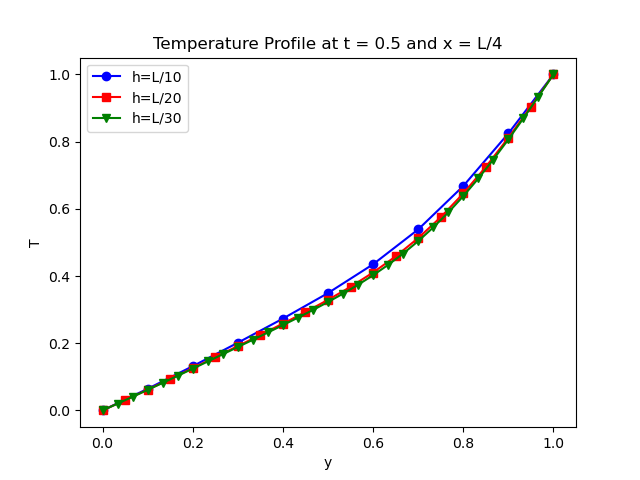 Temperature Profile at t = 0.5 and x = L/4
h=L/10
h=L/20
h=L/30
1.0
0.8
0.6
0.4
0.2
0.0
T
0.0 0.2 0.4 0.6 0.8 1.0
y